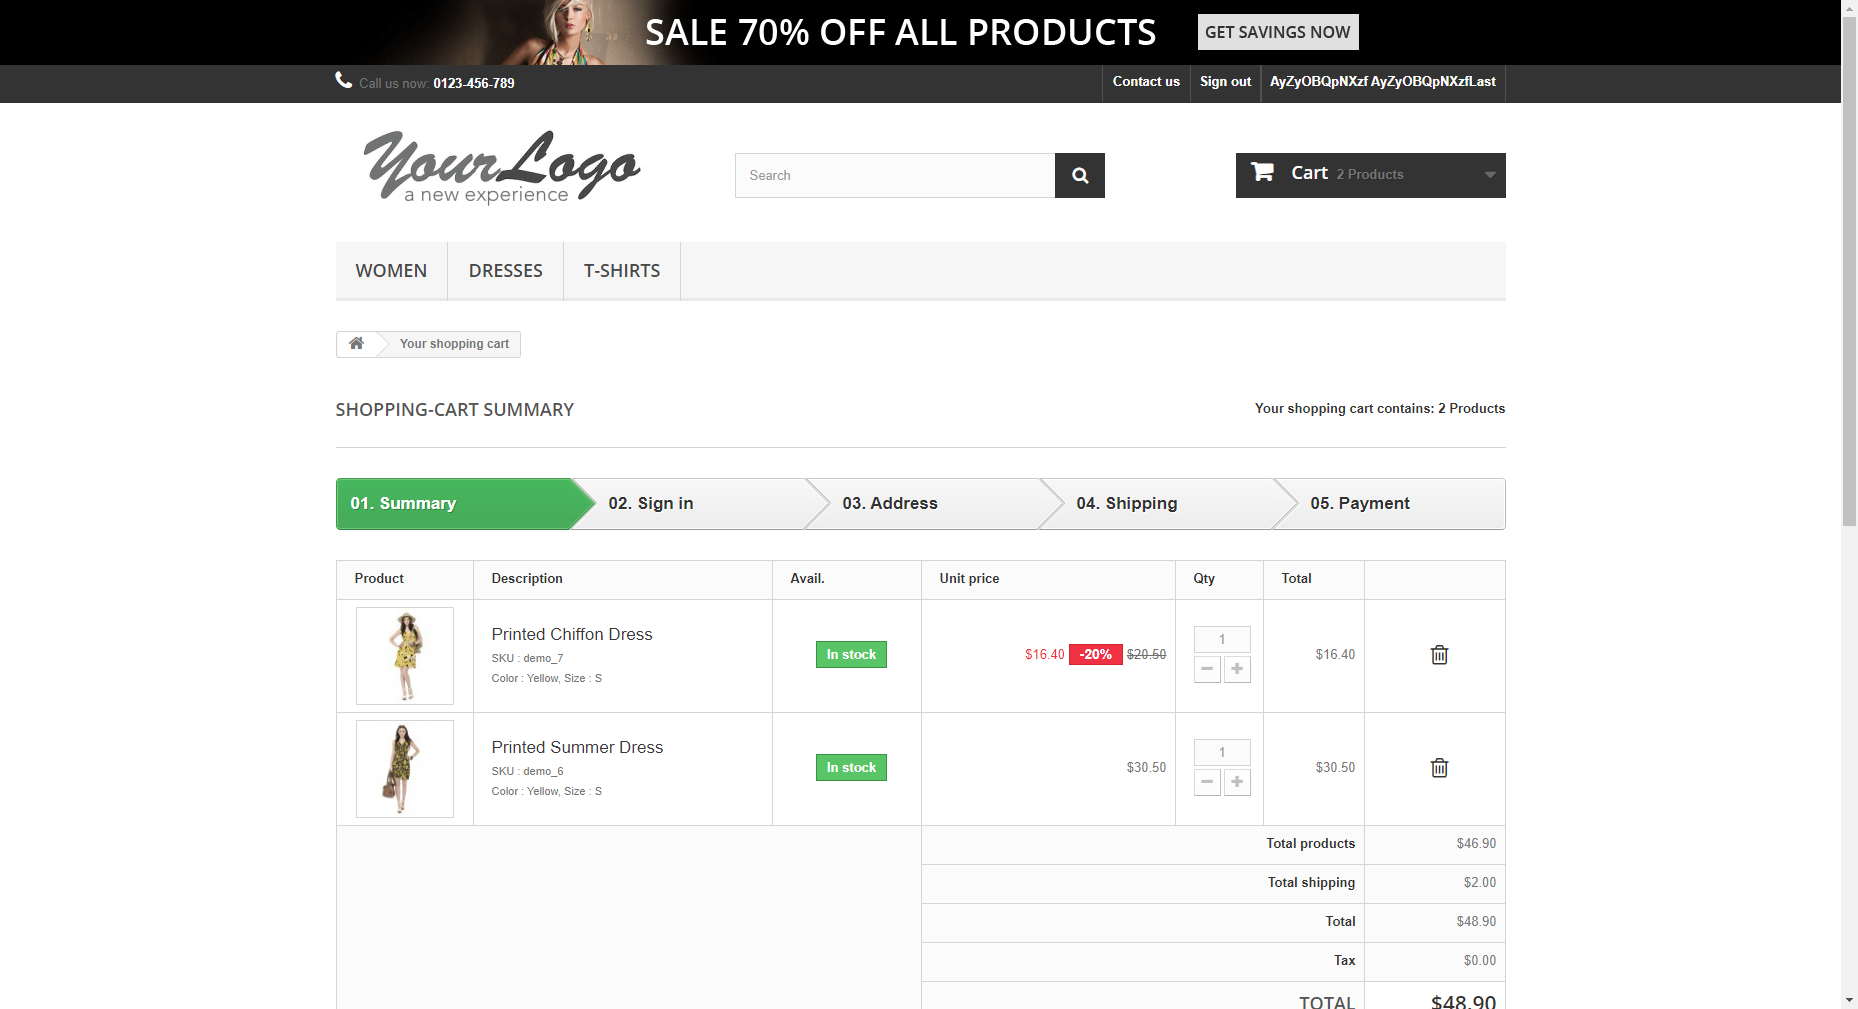 SALE 70% OFF ALL PRODUCTS GET SAVINGS NOW
Call us now: 0123-456-789 Contact us Sign out AyZyOBQpNXzf AyZyOBQpNXzfLast
YourLogo
a new experience
Search
Cart 2 Products
WOMEN DRESSES T-SHIRTS
Your shopping cart
SHOPPING-CART SUMMARY Your shopping cart contains: 2 Products
01. Summary 02. Sign in 03. Address 04. Shipping 05. Payment
Product Description Avail. Unit price Qty Total
Printed Chiffon Dress
SKU : demo_7
Color : Yellow, Size : S
In stock
$16.40 -20% $20.50
1
$16.40
Printed Summer Dress
SKU : demo_6
Color : Yellow, Size : S
In stock
$30.50
1
$30.50
Total products $46.90
Total shipping $2.00
Total $48.90
Tax $0.00
TOTAL $48.90